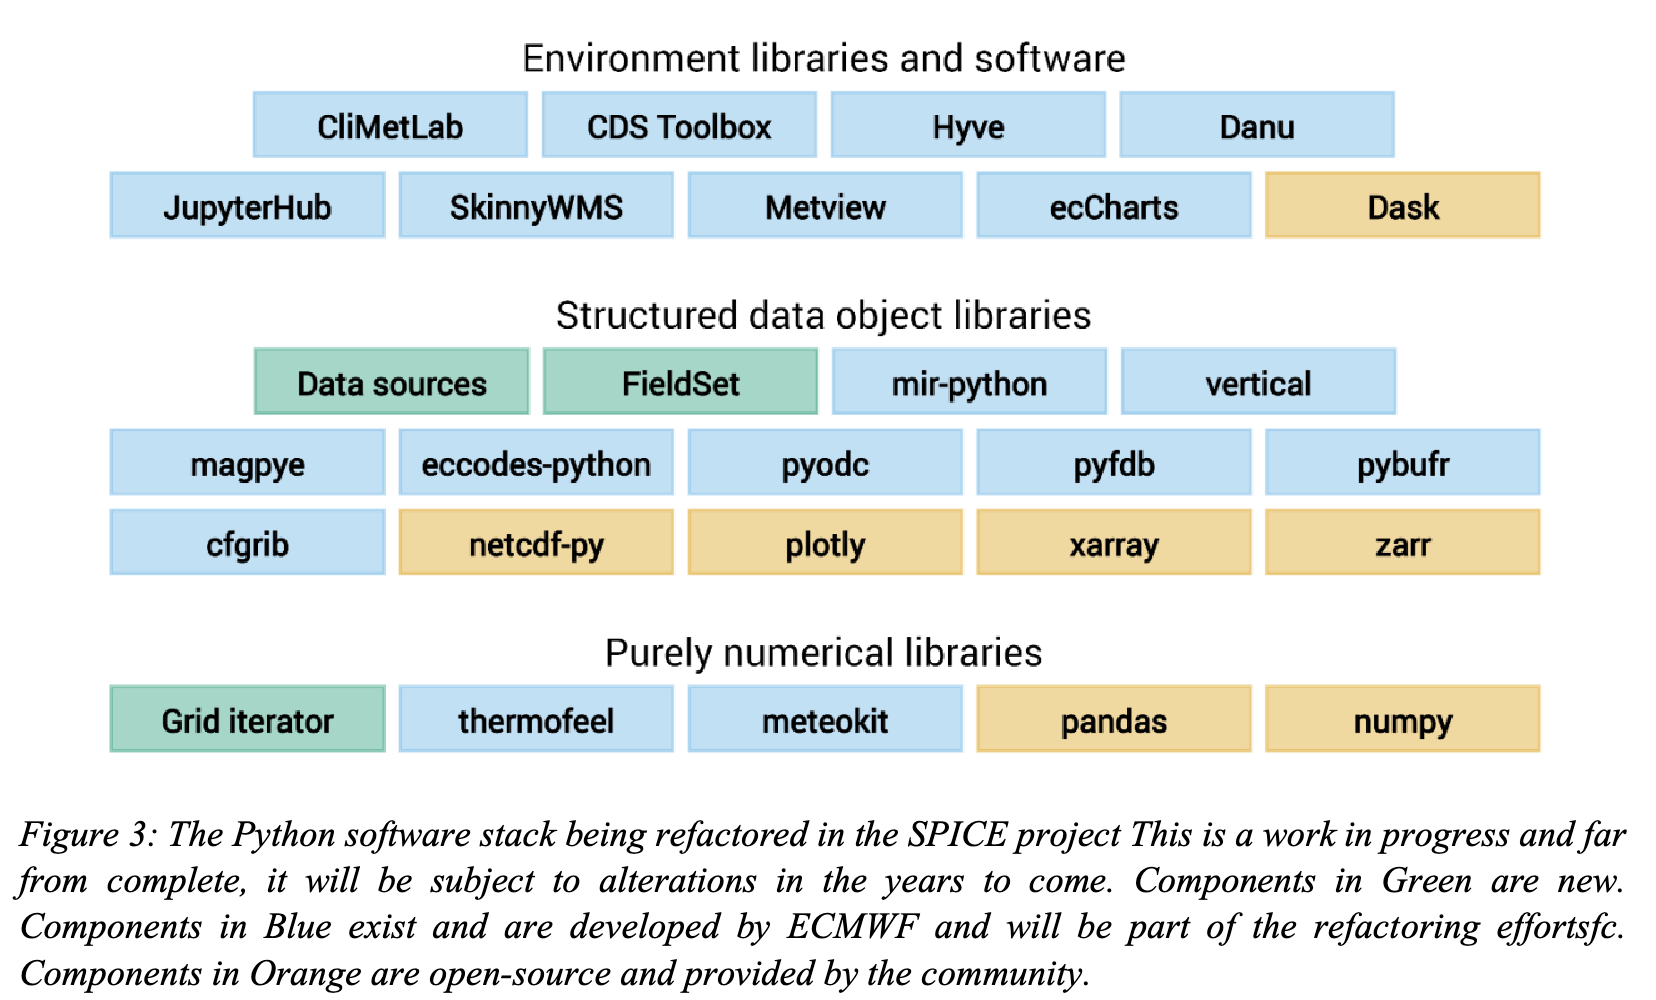 Environment libraries and software
CliMetLab CDS Toolbox Hyve Danu
JupyterHub SkinnyWMS Metview ecCharts Dask
Structured data object libraries
Data sources FieldSet mir-python vertical
magpye eccodes-python pyodc pyfdb pybufr
cfgrib netcdf-py plotly xarray zarr
Purely numerical libraries
Grid iterator thermofeel meteokit pandas numpy
Figure 3: The Python software stack being refactored in the SPICE project This is a work in progress and far
from complete, it will be subject to alterations in the years to come. Components in Green are new.
Components in Blue exist and are developed by ECMWF and will be part of the refactoring effortsfc.
Components in Orange are open-source and provided by the community.